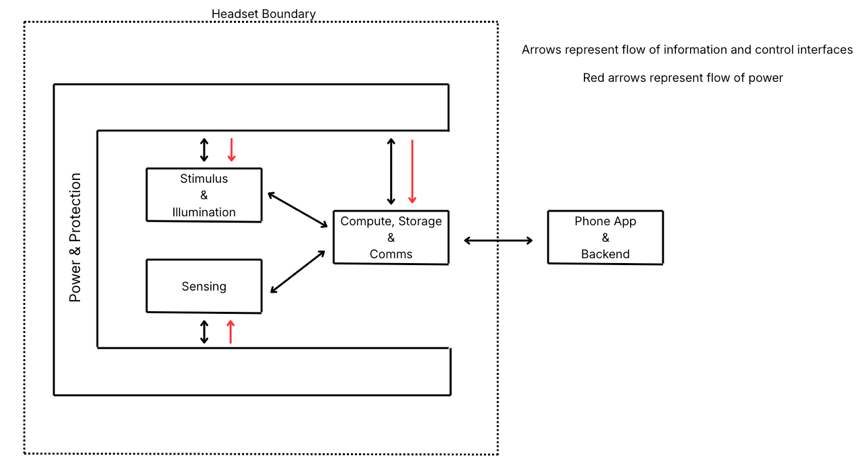 Headset Boundary
Arrows represent flow of information and control interfaces
Red arrows represent flow of power
Power & Protection
Stimulus
&
Illumination
Compute, Storage
&
Comms
Phone App
&
Backend
Sensing